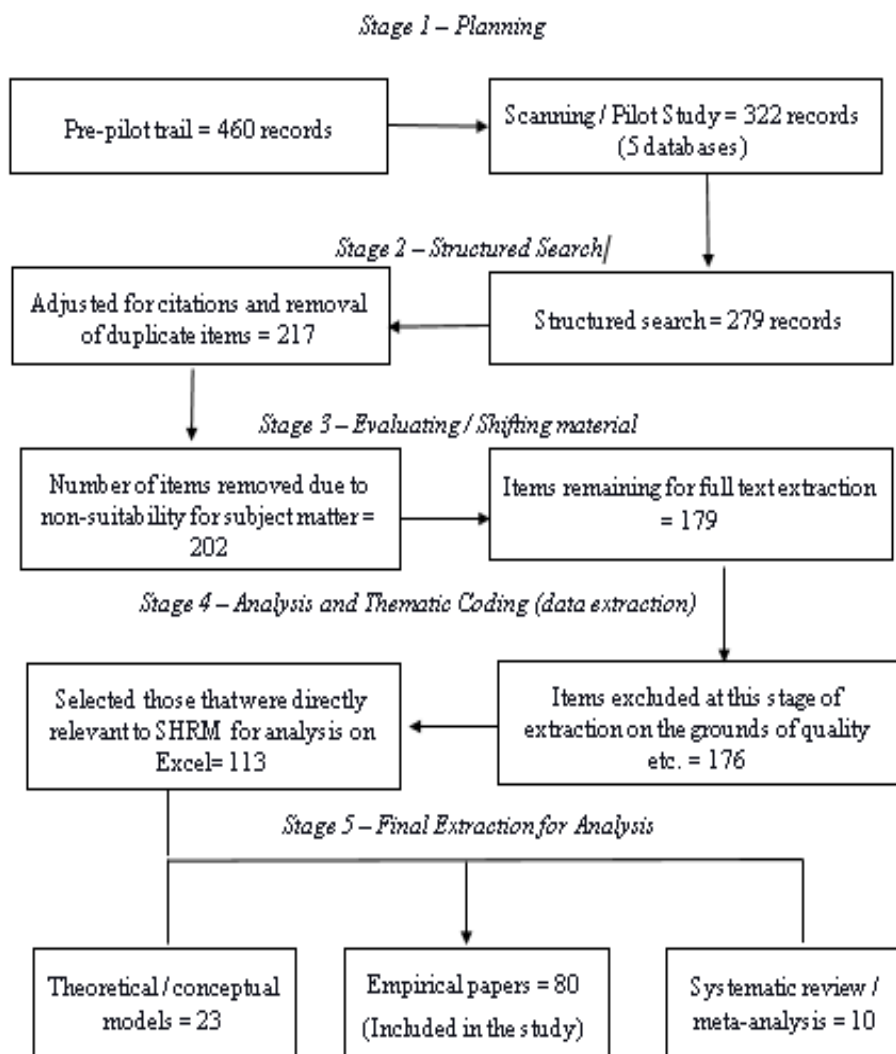 Stage 1 – Planning
Pre-pilot trail = 460 records
Scanning / Pilot Study = 322 records
(5 databases)
Stage 2 – Structured Search
Adjusted for citations and removal
of duplicate items = 217
Structured search = 279 records
Stage 3 – Evaluating / Shifting material
Number of items removed due to
non-suitability for subject matter =
202
Items remaining for full text extraction
= 179
Stage 4 – Analysis and Thematic Coding (data extraction)
Selected those that were directly
relevant to SHRM for analysis on
Excel= 113
Items excluded at this stage of
extraction on the grounds of quality
etc. = 176
Stage 5 – Final Extraction for Analysis
Theoretical / conceptual
models = 23
Empirical papers = 80
(Included in the study)
Systematic review /
meta-analysis = 10